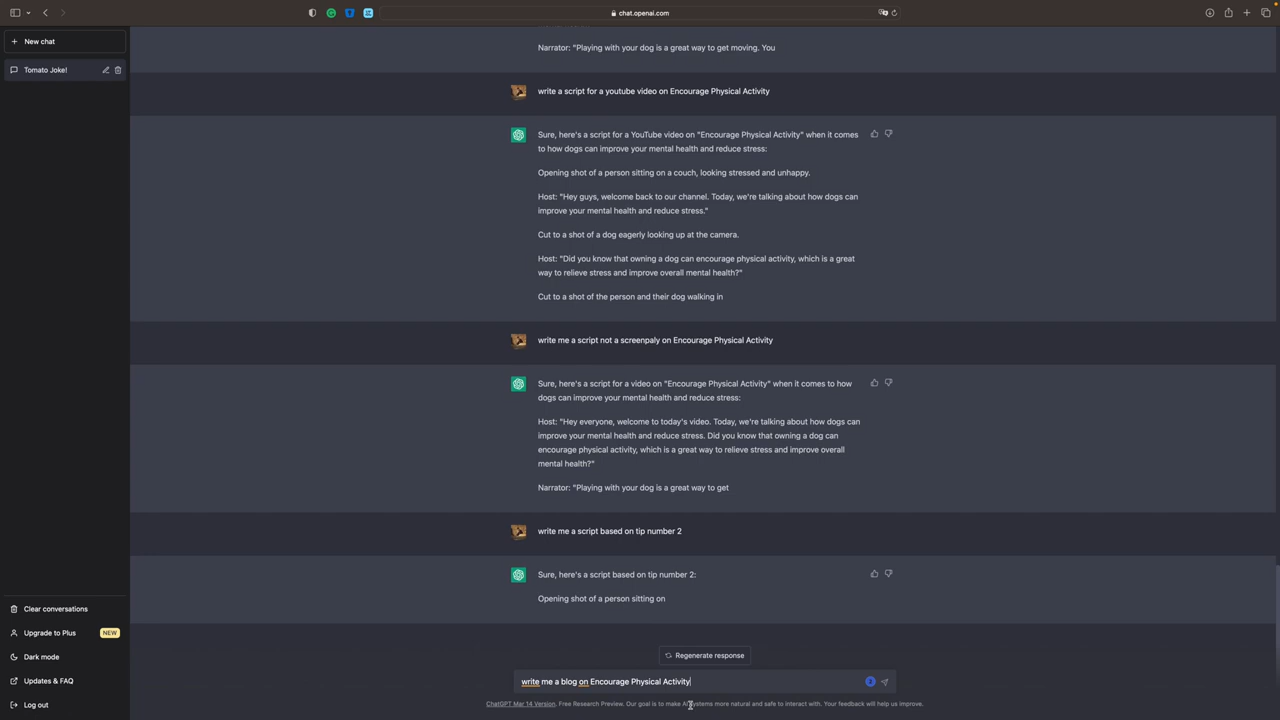 chat.openai.com
New chat
Tomato Joke!
Narrator: "Playing with your dog is a great way to get moving. You
write a script for a youtube video on Encourage Physical Activity
Sure, here's a script for a YouTube video on "Encourage Physical Activity" when it comes
to how dogs can improve your mental health and reduce stress:
Opening shot of a person sitting on a couch, looking stressed and unhappy.
Host: "Hey guys, welcome back to our channel. Today, we're talking about how dogs can
improve your mental health and reduce stress."
Cut to a shot of a dog eagerly looking up at the camera.
Host: "Did you know that owning a dog can encourage physical activity, which is a great
way to relieve stress and improve overall mental health?"
Cut to a shot of the person and their dog walking in
write me a script not a screenpaly on Encourage Physical Activity
Sure, here's a script for a video on "Encourage Physical Activity" when it comes to how
dogs can improve your mental health and reduce stress:
Host: "Hey everyone, welcome to today's video. Today, we're talking about how dogs can
improve your mental health and reduce stress. Did you know that owning a dog can
encourage physical activity, which is a great way to relieve stress and improve overall
mental health?"
Narrator: "Playing with your dog is a great way to get
write me a script based on tip number 2
Sure, here's a script based on tip number 2:
Opening shot of a person sitting on
Clear conversations
Upgrade to Plus NEW
Dark mode
Updates & FAQ
Log out
Regenerate response
write me a blog on Encourage Physical Activity
ChatGPT Mar 14 Version. Free Research Preview. Our goal is to make AI systems more natural and safe to interact with. Your feedback will help us improve.